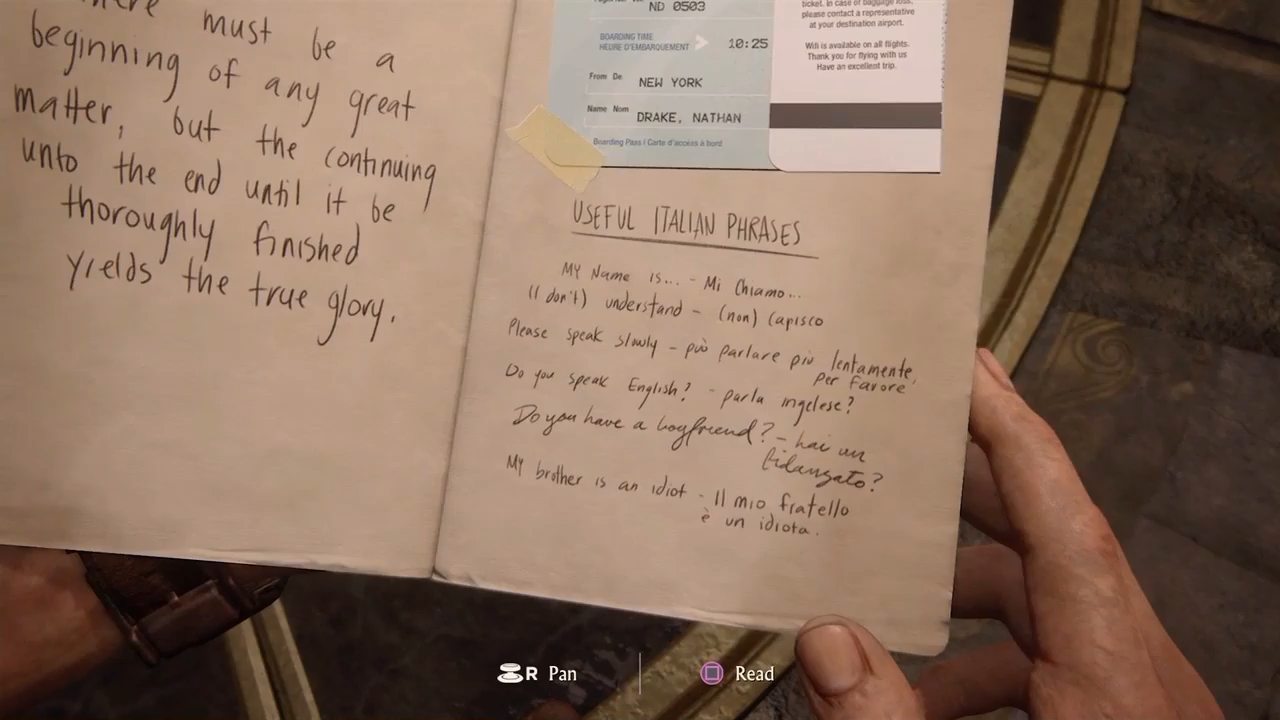 There
must be a
beginning of any great
matter, but the continuing
unto the end until it be
thoroughly finished
yields the true glory.
ND 0503
BOARDING TIME
HEURE D'EMBARQUEMENT
10:25
From De NEW YORK
Name Nom DRAKE, NATHAN
Boarding Pass / Carte d'accès à bord
ticket. In case of baggage loss,
please contact a representative
at your destination airport.
Wifi is available on all flights.
Thank you for flying with us
Have an excellent trip.
USEFUL ITALIAN PHRASES
MY Name is... - Mi Chiamo...
(I don't) understand - (non) capisco
Please speak slowly - può parlare più lentamente,
per favore
Do you speak English? - parla ingelese?
Do you have a boyfriend? - hai un
fidanzato?
MY brother is an idiot - Il mio fratello
è un idiota.
R Pan
Read